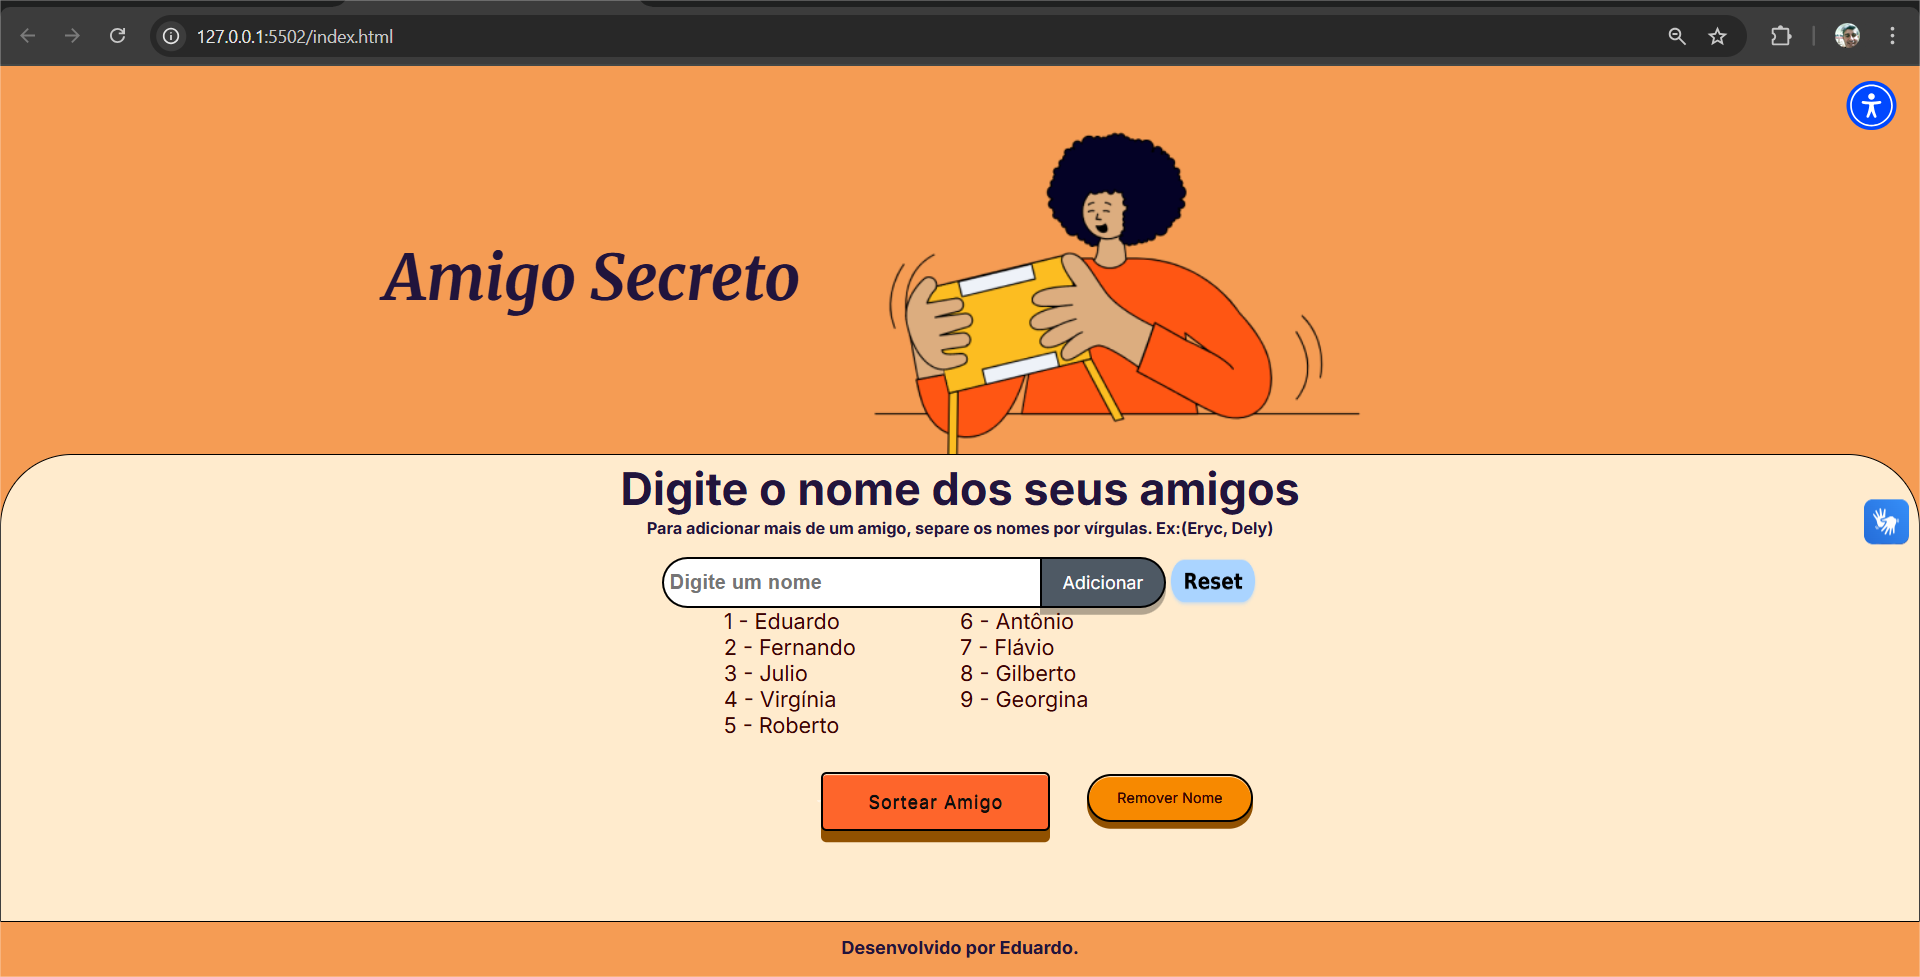 127.0.0.1:5502/index.html
Amigo Secreto
Digite o nome dos seus amigos
Para adicionar mais de um amigo, separe os nomes por vírgulas. Ex:(Eryc, Dely)
Digite um nome
Adicionar
Reset
1 - Eduardo
2 - Fernando
3 - Julio
4 - Virgínia
5 - Roberto
6 - Antônio
7 - Flávio
8 - Gilberto
9 - Georgina
Sortear Amigo
Remover Nome
Desenvolvido por Eduardo.